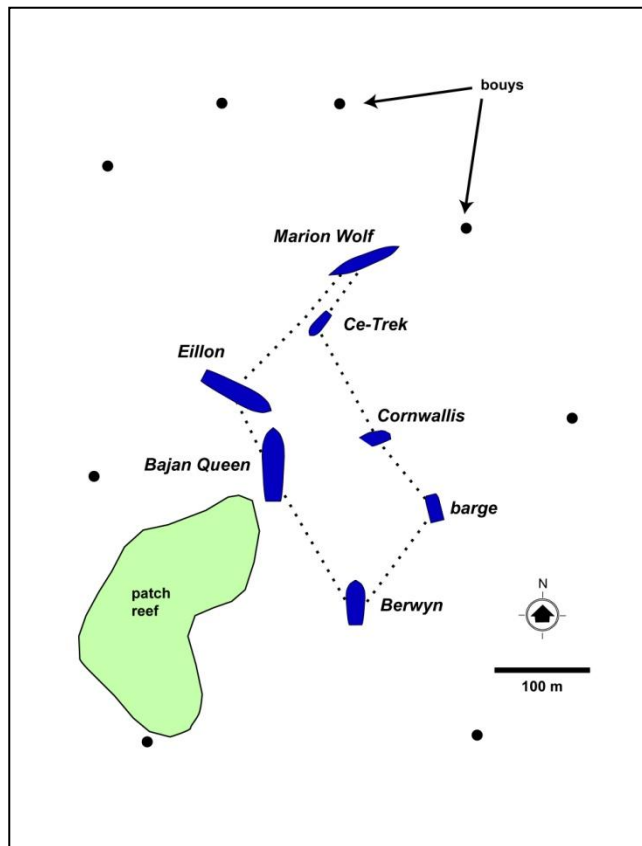 bouys
Marion Wolf
Ce-Trek
Eillon
Cornwallis
Bajan Queen
barge
patch
reef
Berwyn
N
100 m